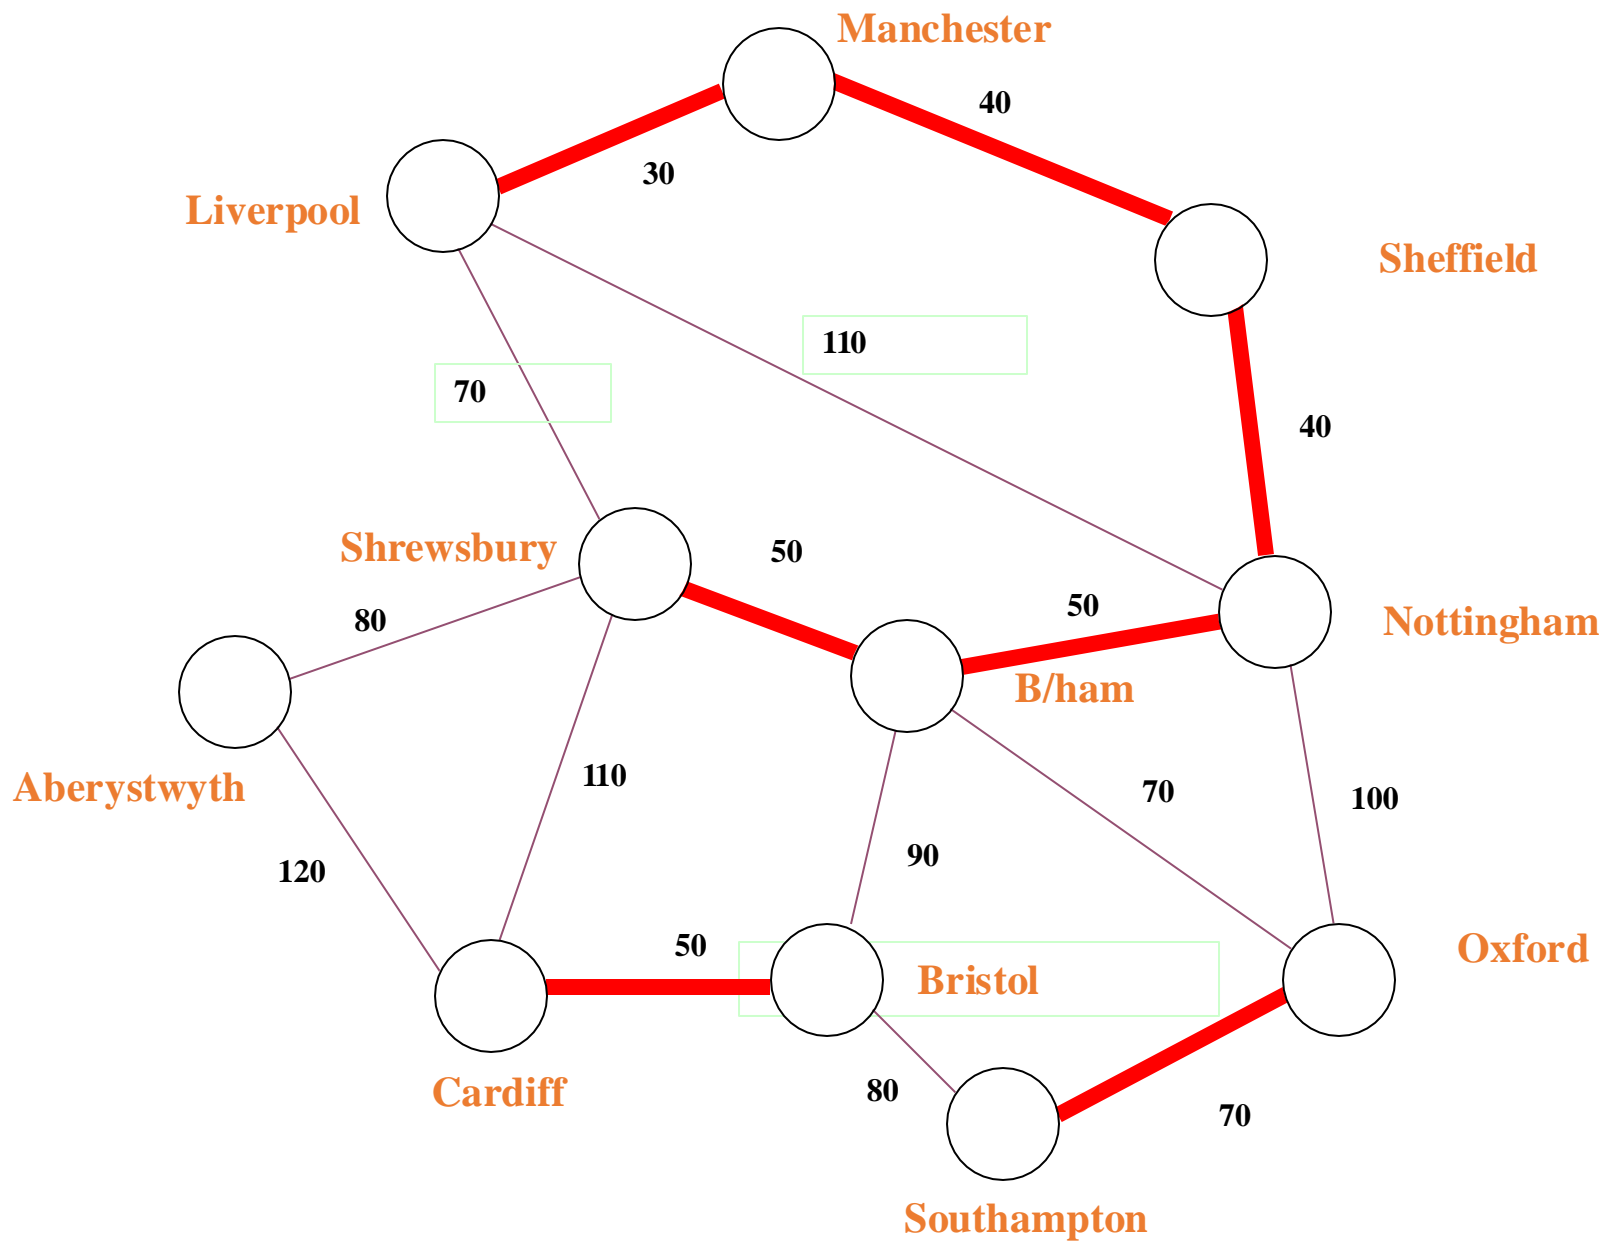 Manchester
40
30
Liverpool
Sheffield
110
70
40
Shrewsbury
50
50
80
Nottingham
B/ham
110
Aberystwyth
70
100
90
120
50
Oxford
Bristol
Cardiff
80
70
Southampton